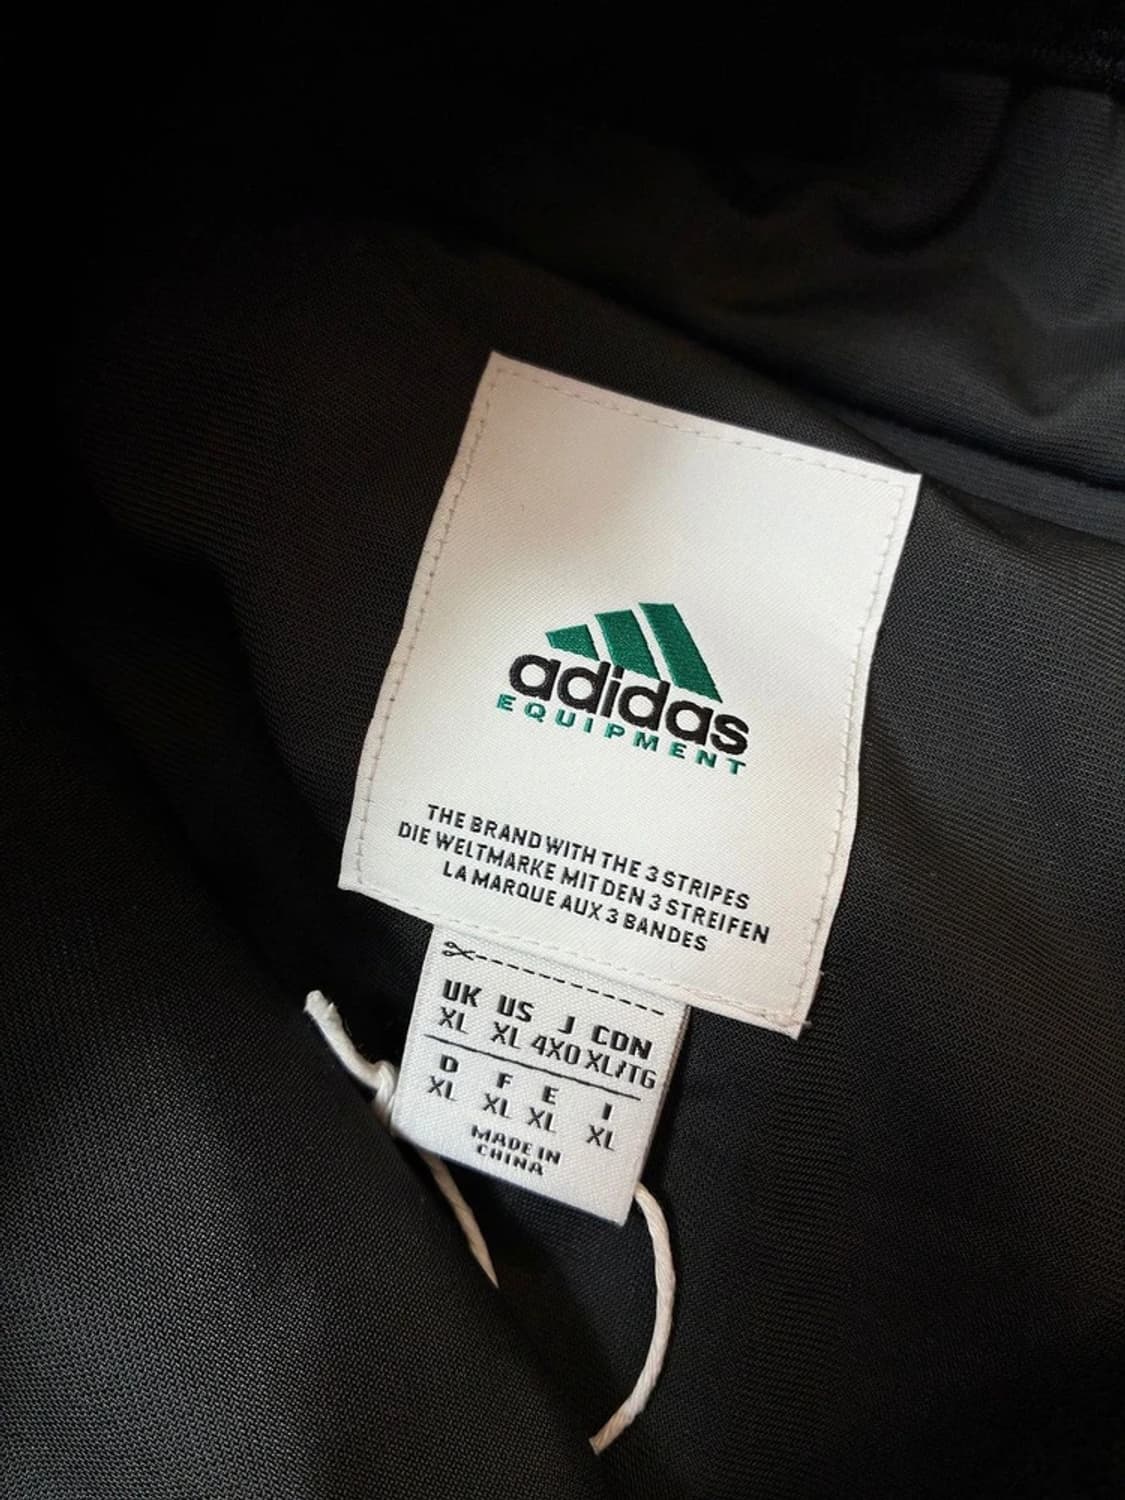 adidas
EQUIPMENT
THE BRAND WITH THE 3 STRIPES
DIE WELTMARKE MIT DEN 3 STREIFEN
LA MARQUE AUX 3 BANDES
UK US J CDN
XL XL 4XO XL/TG
D F E I
XL XL XL XL
MADE IN
CHINA